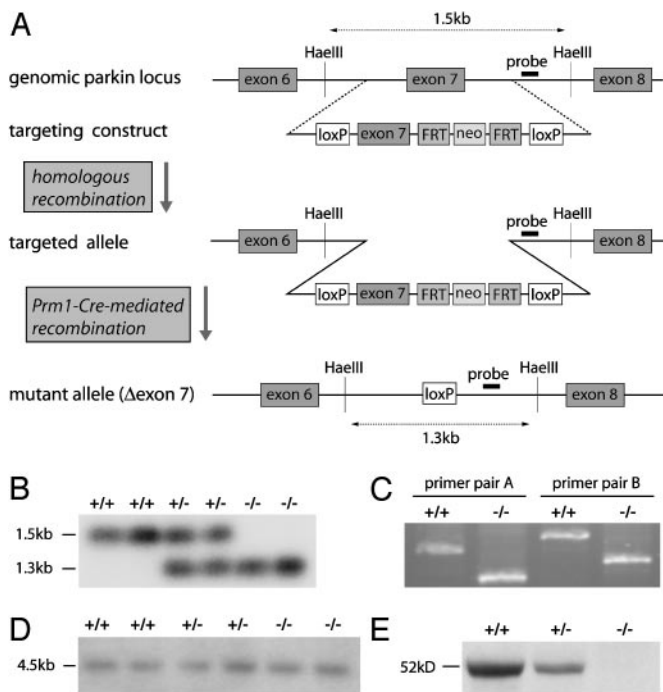 A
1.5kb
HaeIII HaeIII
probe
genomic parkin locus exon 6 exon 7 exon 8
targeting construct loxP exon 7 FRT neo FRT loxP
homologous
recombination
HaeIII probe HaeIII
targeted allele exon 6 exon 8
Prm1-Cre-mediated
recombination
loxP exon 7 FRT neo FRT loxP
HaeIII probe HaeIII
mutant allele (Δexon 7) exon 6 loxP exon 8
1.3kb
B
+/+ +/+ +/- +/- -/- -/-
1.5kb
1.3kb
C
primer pair A primer pair B
+/+ -/- +/+ -/-
D
+/+ +/+ +/- +/- -/- -/-
4.5kb
E
+/+ +/- -/-
52kD